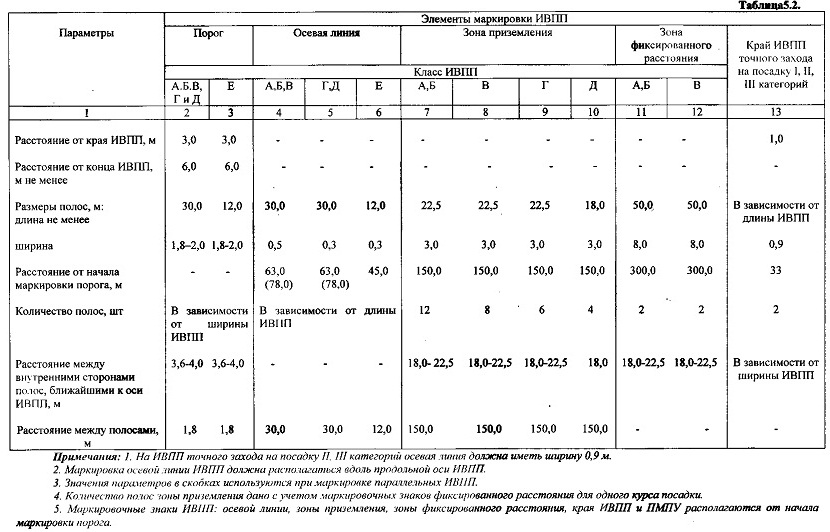 Таблица5.2.
Элементы маркировки ИВПП
Параметры
Порог
Осевая линия
Зона приземления
Зона
фиксированного
расстояния
Край ИВПП
точного захода
на посадку I, II,
III категорий
Класс ИВПП
А.Б.В, Г и Д
Е
А,Б,В
Г,Д
Е
А,Б
В
Г
Д
А,Б
В
1 2 3 4 5 6 7 8 9 10 11 12 13
Расстояние от края ИВПП, м 3,0 3,0 - - - - - - - - - 1,0
Расстояние от конца ИВПП, 6,0 6,0 - - - - - - - - -
м не менее
Размеры полос, м: 30,0 12,0 30,0 30,0 12,0 22,5 22,5 22,5 18,0 50,0 50,0 В зависимости от
длина не менее длины ИВПП
ширина 1,8–2,0 1,8-2,0 0,5 0,3 0,3 3,0 3,0 3,0 3,0 8,0 8,0 0,9
Расстояние от начала - - 63,0 63,0 45,0 150,0 150,0 150,0 150,0 300,0 300,0 33
маркировки порога, м (78,0) (78,0)
Количество полос, шт В зависимости В зависимости от длины 12 8 6 4 2 2 2
от ширины ИВПП
ИВПП
Расстояние между 3,6-4,0 3,6-4,0 - - - 18,0- 22,5 18,0-22,5 18,0-22,5 18,0 18,0-22,5 18,0-22,5 В зависимости от
внутренними сторонами ширины ИВПП
полос, ближайшими к оси
ИВПП, м
Расстояние между полосами, 1,8 1,8 30,0 30,0 12,0 150,0 150,0 150,0 150,0 - - -
м
Примечания: 1. На ИВПП точного захода на посадку II, III категорий осевая линия должна иметь ширину 0,9 м.
2. Маркировка осевой линии ИВПП должна располагаться вдоль продольной оси ИВПП.
3. Значения параметров в скобках используются при маркировке параллельных ИВПП.
4. Количество полос зоны приземления дано с учетом маркировочных знаков фиксированного расстояния для одного курса посадки.
5. Маркировочные знаки ИВПП: осевой линии, зоны приземления, зоны фиксированного расстояния, края ИВПП и ПМПУ располагаются от начала
маркировки порога.